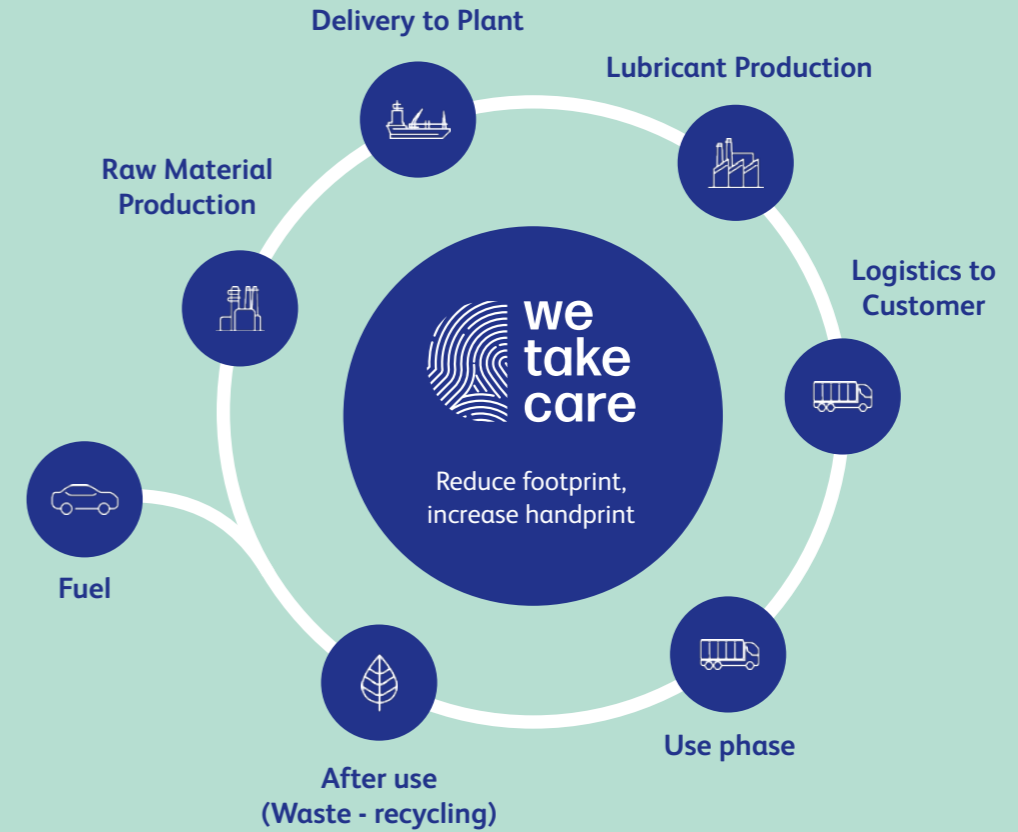 Delivery to Plant
Lubricant Production
Raw Material
Production
Logistics to
Customer
we
take
care
Reduce footprint,
increase handprint
Fuel
Use phase
After use
(Waste - recycling)